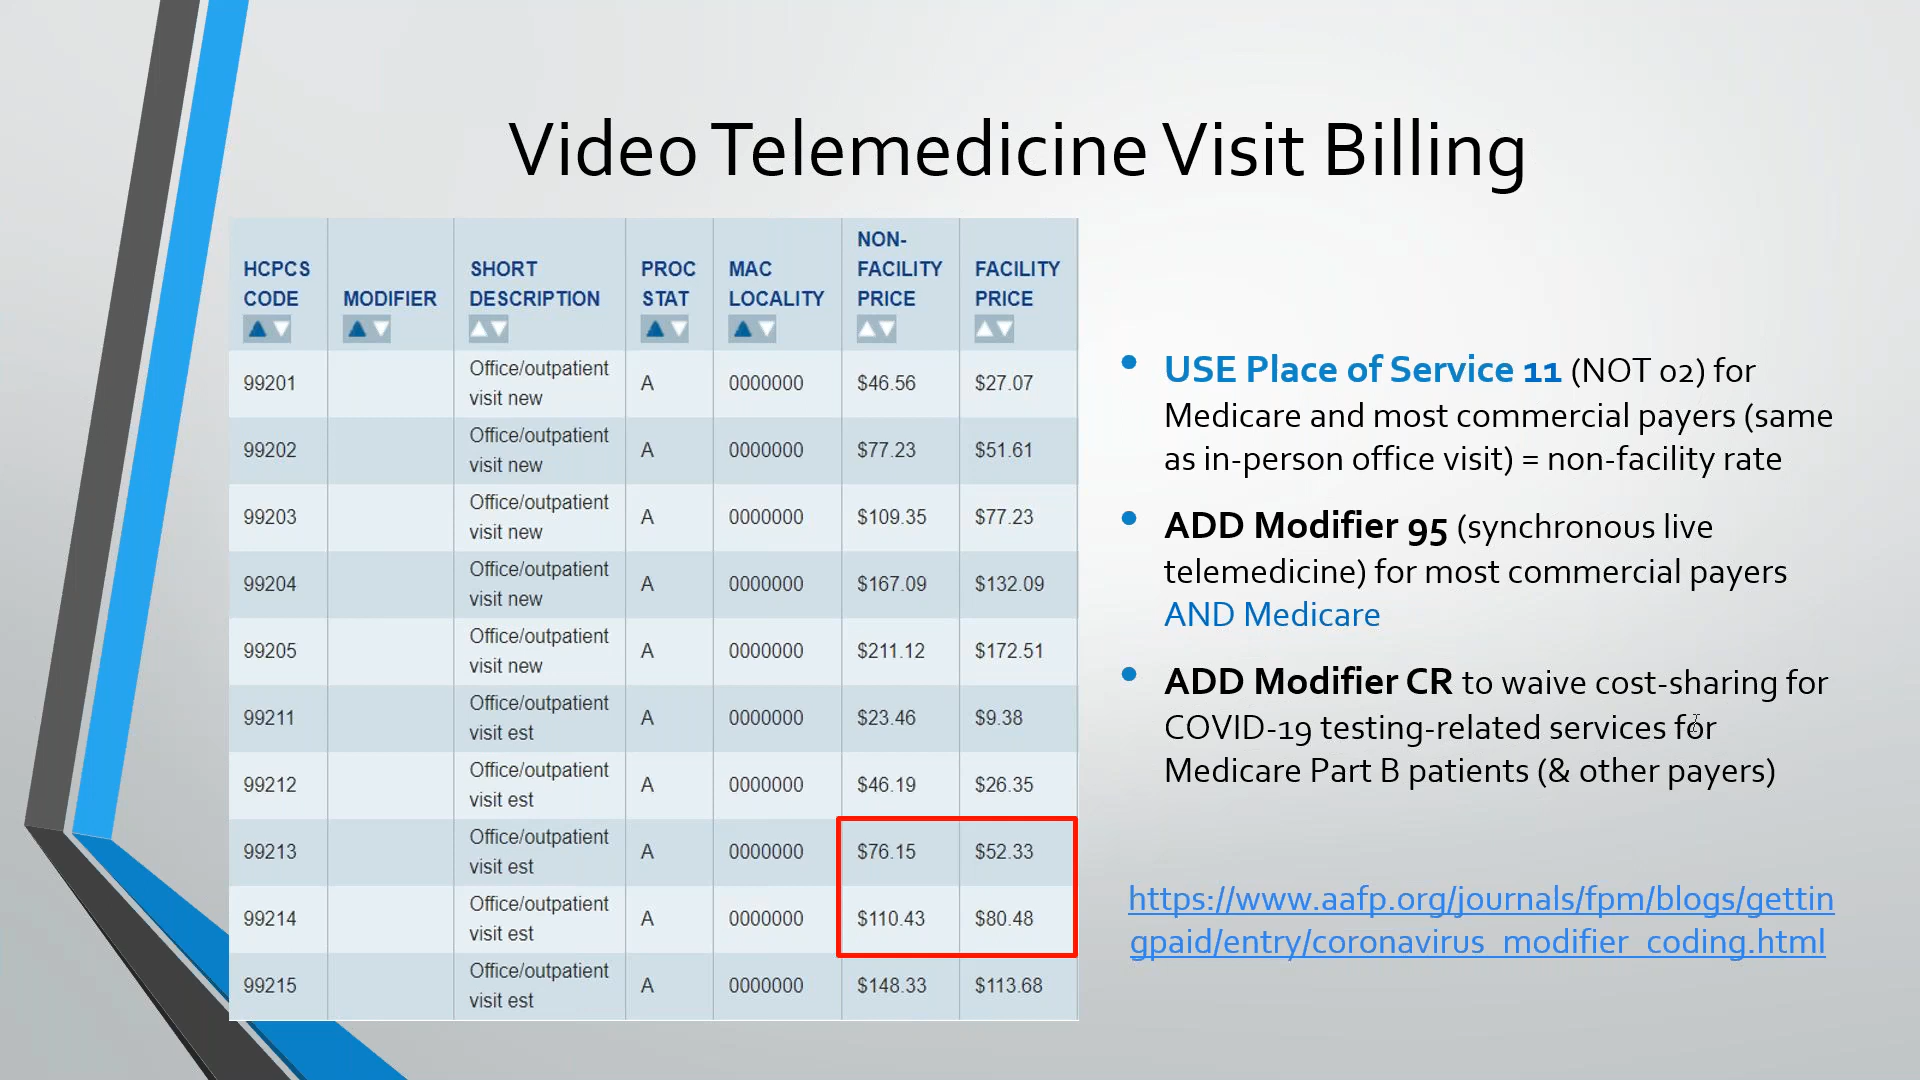 Video Telemedicine Visit Billing
HCPCS CODE MODIFIER SHORT DESCRIPTION PROC STAT MAC LOCALITY NON-FACILITY PRICE FACILITY PRICE
99201 Office/outpatient visit new A 0000000 $46.56 $27.07
99202 Office/outpatient visit new A 0000000 $77.23 $51.61
99203 Office/outpatient visit new A 0000000 $109.35 $77.23
99204 Office/outpatient visit new A 0000000 $167.09 $132.09
99205 Office/outpatient visit new A 0000000 $211.12 $172.51
99211 Office/outpatient visit est A 0000000 $23.46 $9.38
99212 Office/outpatient visit est A 0000000 $46.19 $26.35
99213 Office/outpatient visit est A 0000000 $76.15 $52.33
99214 Office/outpatient visit est A 0000000 $110.43 $80.48
99215 Office/outpatient visit est A 0000000 $148.33 $113.68
• USE Place of Service 11 (NOT 02) for
Medicare and most commercial payers (same
as in-person office visit) = non-facility rate
• ADD Modifier 95 (synchronous live
telemedicine) for most commercial payers
AND Medicare
• ADD Modifier CR to waive cost-sharing for
COVID-19 testing-related services for
Medicare Part B patients (& other payers)
https://www.aafp.org/journals/fpm/blogs/gettin
gpaid/entry/coronavirus_modifier_coding.html